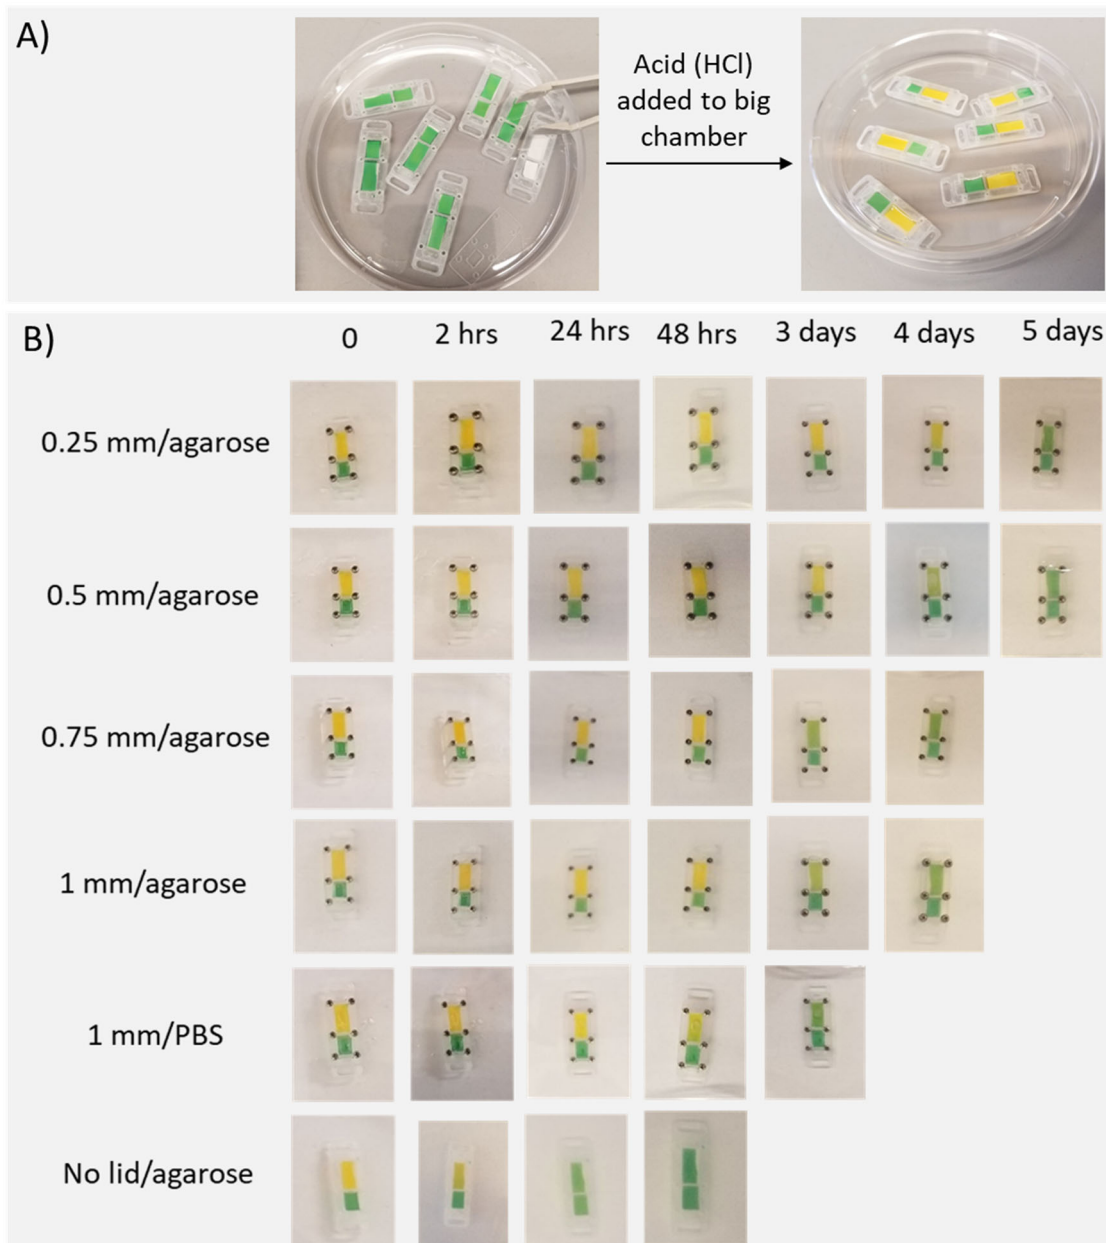 A)
Acid (HCl)
added to big
chamber
B)
0 2 hrs 24 hrs 48 hrs 3 days 4 days 5 days
0.25 mm/agarose
0.5 mm/agarose
0.75 mm/agarose
1 mm/agarose
1 mm/PBS
No lid/agarose